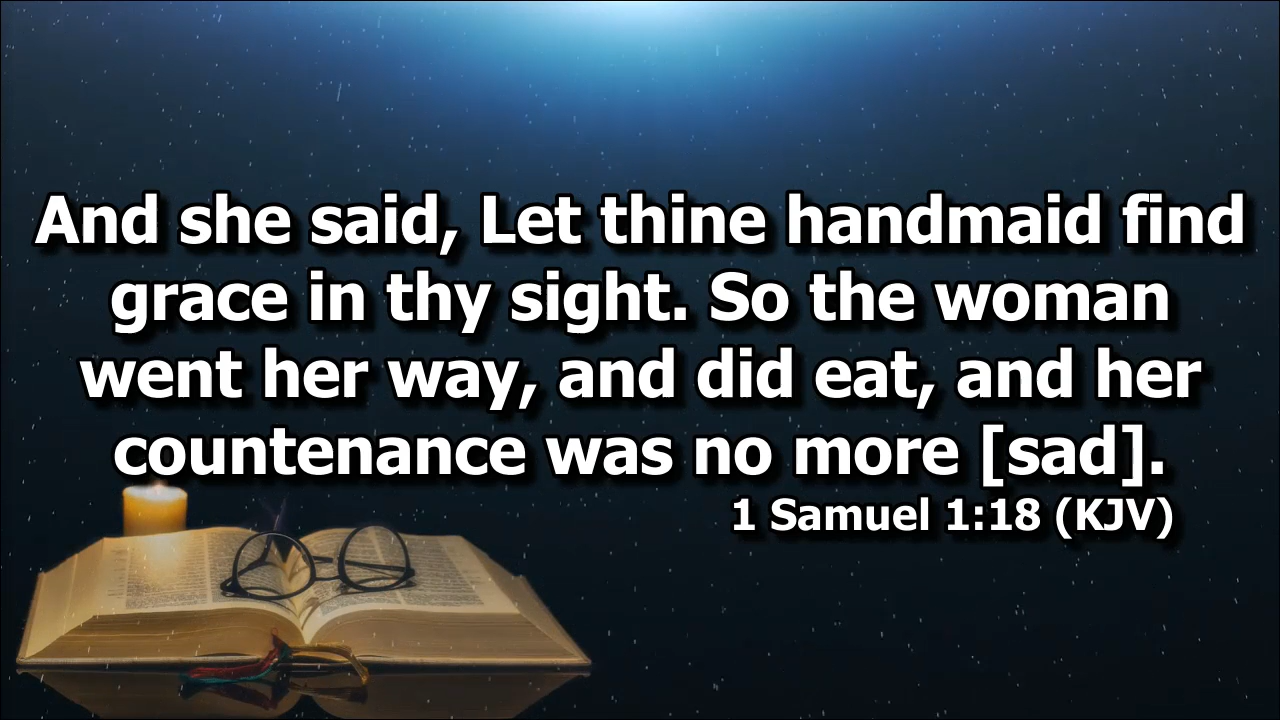 And she said, Let thine handmaid find
grace in thy sight. So the woman
went her way, and did eat, and her
countenance was no more [sad].
1 Samuel 1:18 (KJV)